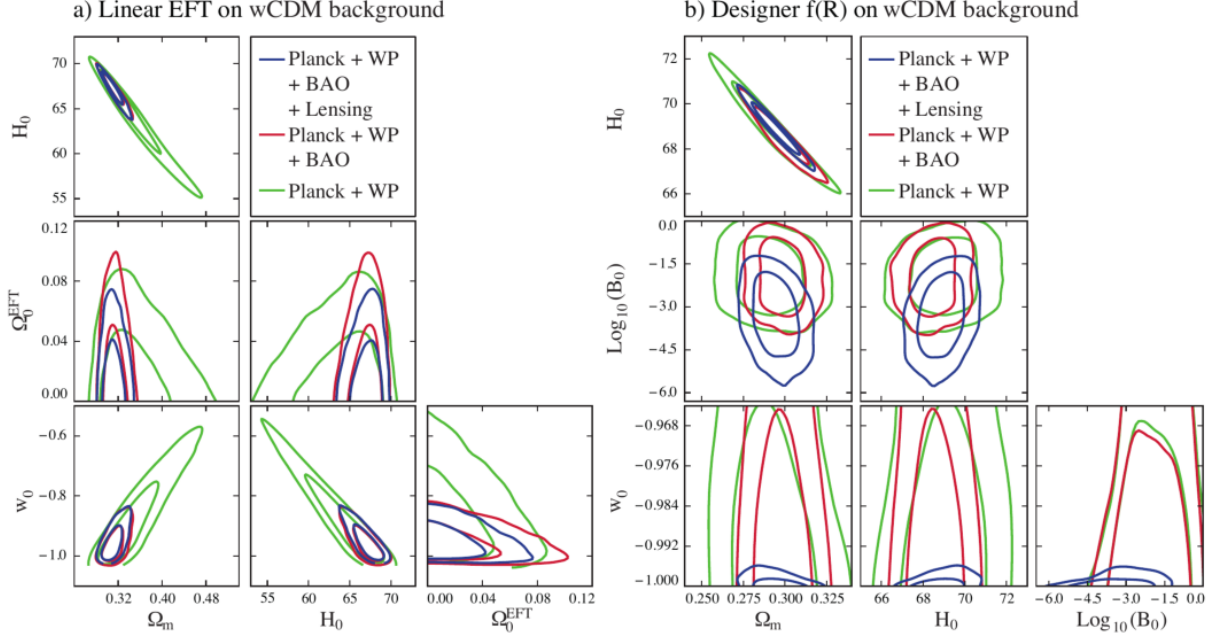 a) Linear EFT on wCDM background
b) Designer f(R) on wCDM background
70
65
60
55
H₀
Planck + WP
+ BAO
+ Lensing
Planck + WP
+ BAO
Planck + WP
72
70
68
66
H₀
Planck + WP
+ BAO
+ Lensing
Planck + WP
+ BAO
Planck + WP
0.12
0.08
0.04
0.00
Ω₀^EFT
0.0
−1.5
−3.0
−4.5
−6.0
Log₁₀(B₀)
−0.6
−0.8
−1.0
w₀
−0.968
−0.976
−0.984
−0.992
−1.000
w₀
0.32 0.40 0.48
55 60 65 70
0.00 0.04 0.08 0.12
Ω_m
H₀
Ω₀^EFT
0.250 0.275 0.300 0.325
66 68 70 72
−6.0 −4.5 −3.0 −1.5 0.0
Ω_m
H₀
Log₁₀(B₀)